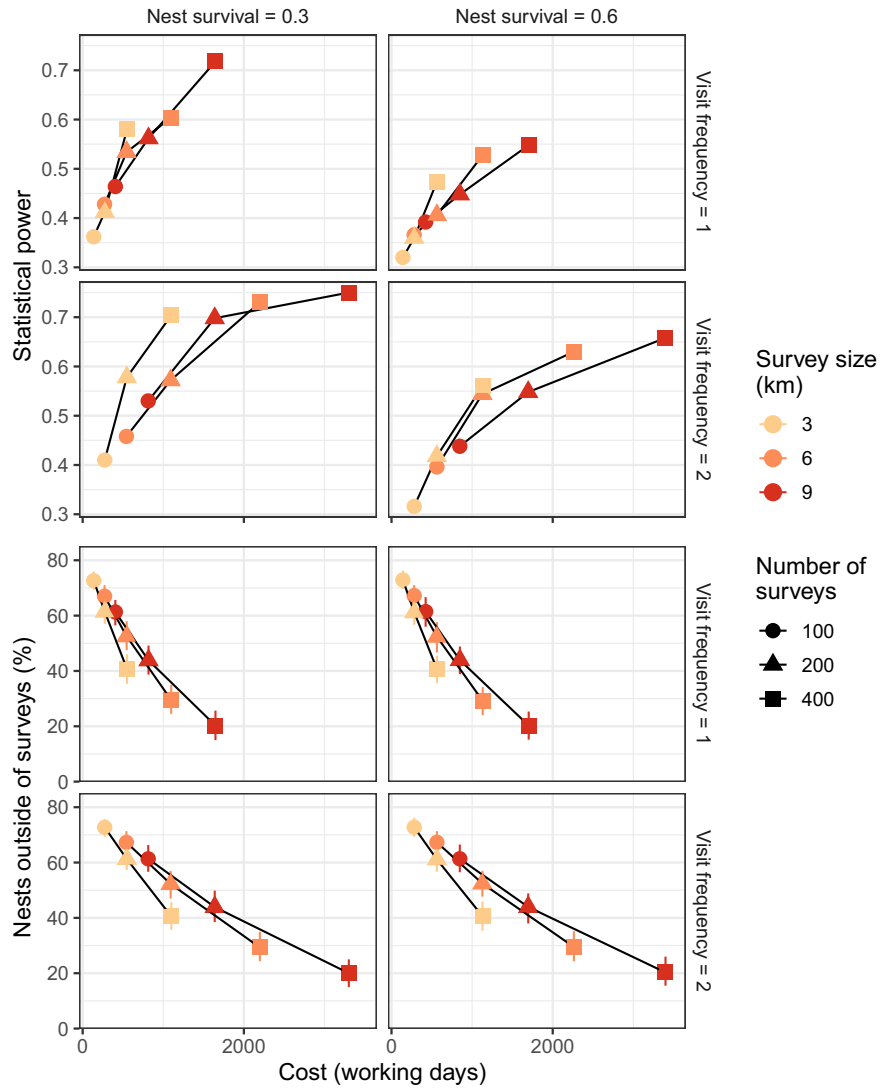 Nest survival = 0.3
Nest survival = 0.6
0.7
0.6
0.5
0.4
0.3
Visit frequency = 1
Statistical power
0.7
0.6
0.5
0.4
0.3
Visit frequency = 2
80
60
40
20
0
Visit frequency = 1
Nests outside of surveys (%)
80
60
40
20
0
Visit frequency = 2
0
2000
0
2000
Cost (working days)
Survey size
(km)
3
6
9
Number of
surveys
100
200
400